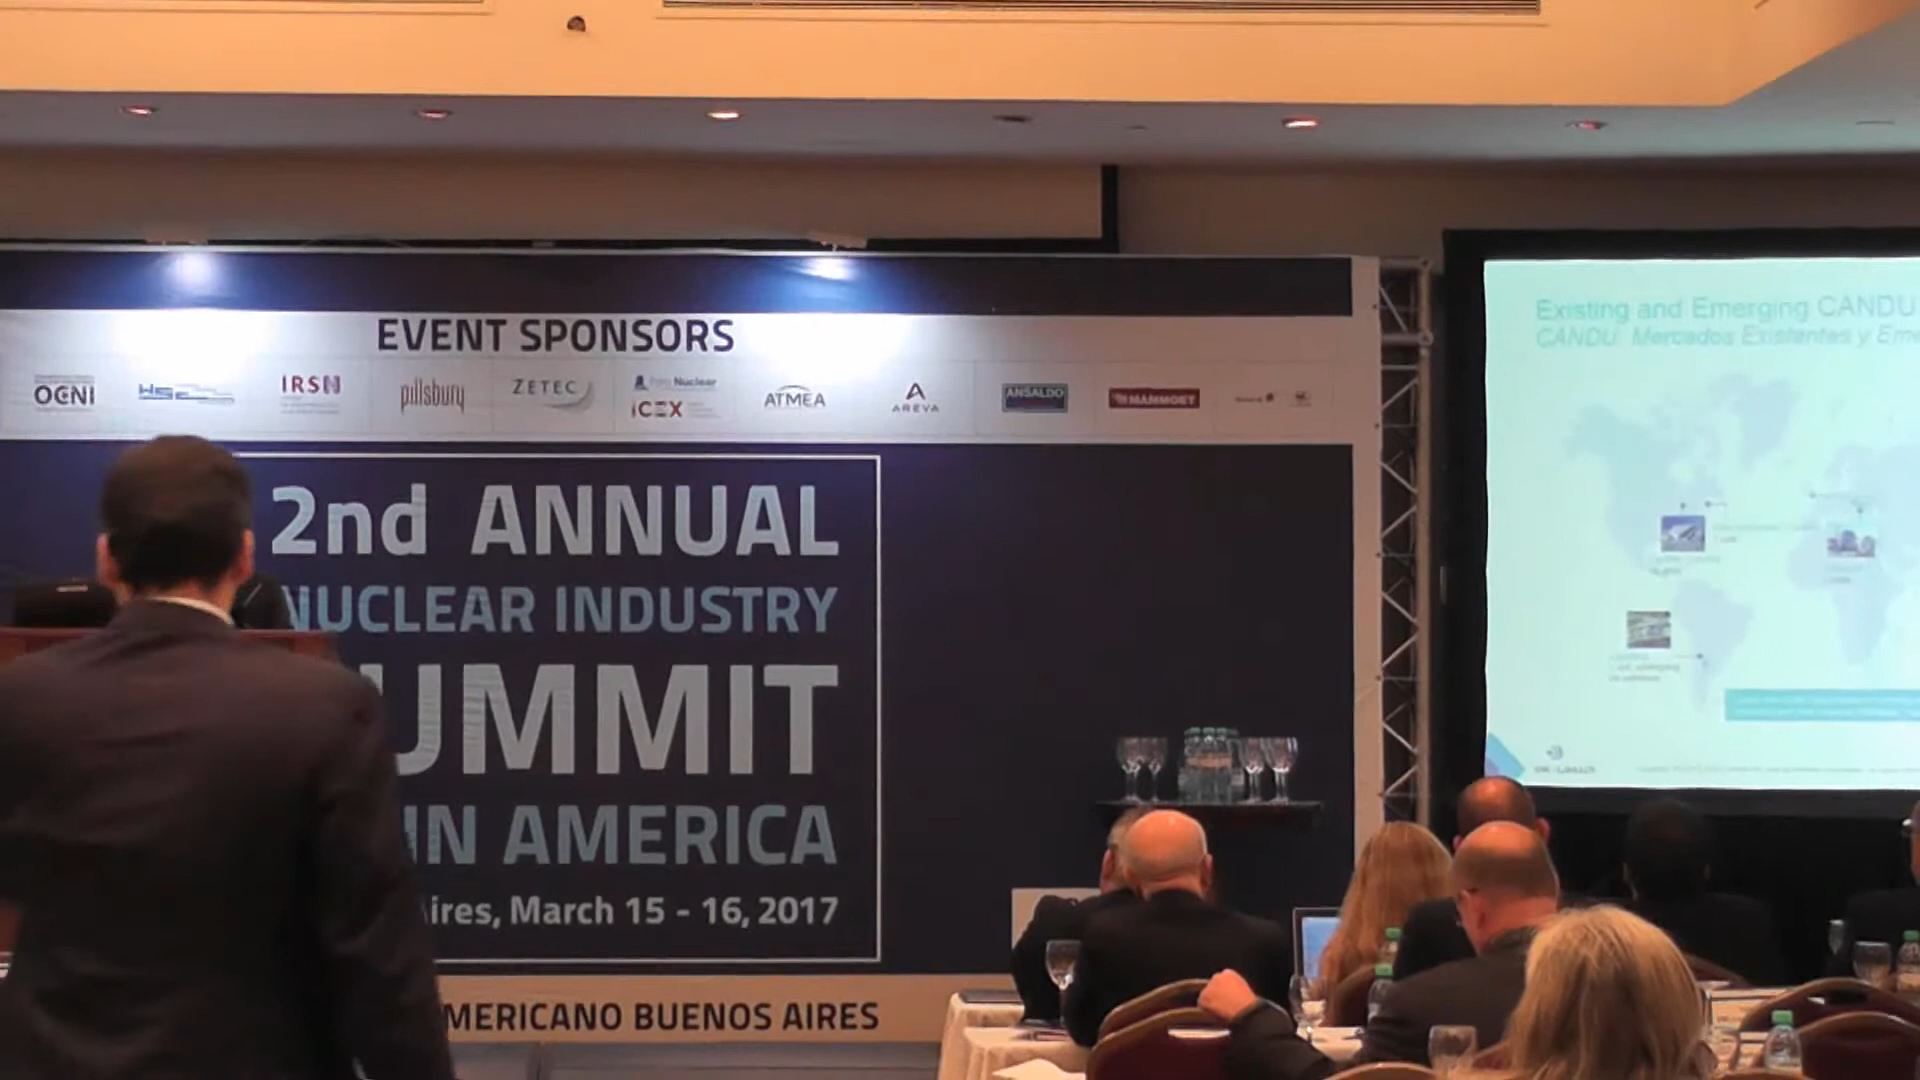 EVENT SPONSORS
OCNI
IRSN
pillsbury
ZETEC
Foro Nuclear
ICEX
ATMEA
AREVA
ANSALDO
MAMMOET
2nd ANNUAL
NUCLEAR INDUSTRY
UMMIT
IN AMERICA
ires, March 15 - 16, 2017
MERICANO BUENOS AIRES
Existing and Emerging CANDU
CANDU: Mercados Existentes y Eme